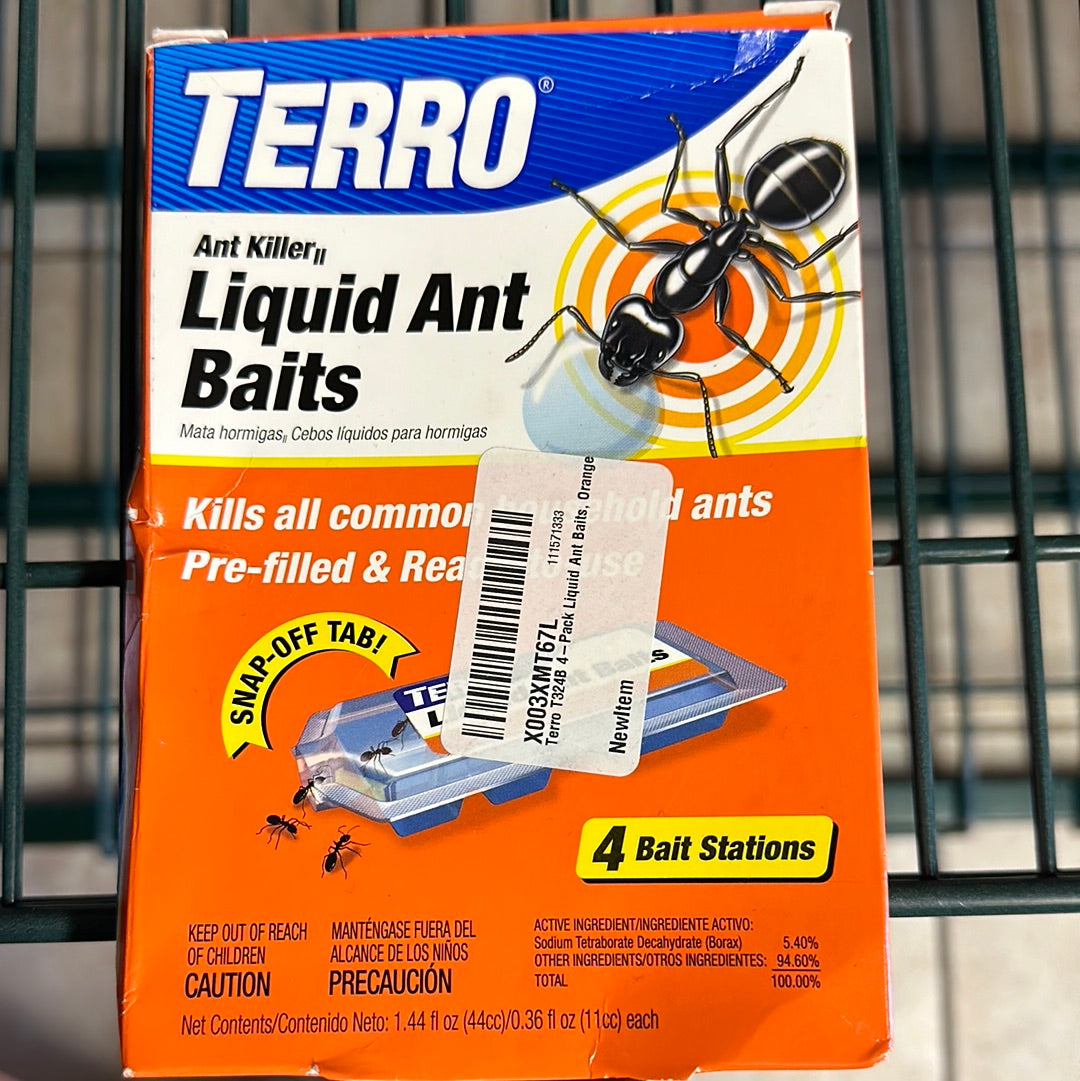 TERRO®
Ant Killer II
Liquid Ant
Baits
Mata hormigas II Cebos líquidos para hormigas
Kills all common household ants
Pre-filled & Ready to use
SNAP-OFF TAB!
X003XMT67L
111571333
Terro T324B 4-Pack Liquid Ant Baits, Orange
NewItem
4 Bait Stations
KEEP OUT OF REACH
OF CHILDREN
CAUTION
MANTÉNGASE FUERA DEL
ALCANCE DE LOS NIÑOS
PRECAUCIÓN
ACTIVE INGREDIENT/INGREDIENTE ACTIVO:
Sodium Tetraborate Decahydrate (Borax) 5.40%
OTHER INGREDIENTS/OTROS INGREDIENTES: 94.60%
TOTAL 100.00%
Net Contents/Contenido Neto: 1.44 fl oz (44cc)/0.36 fl oz (11cc) each